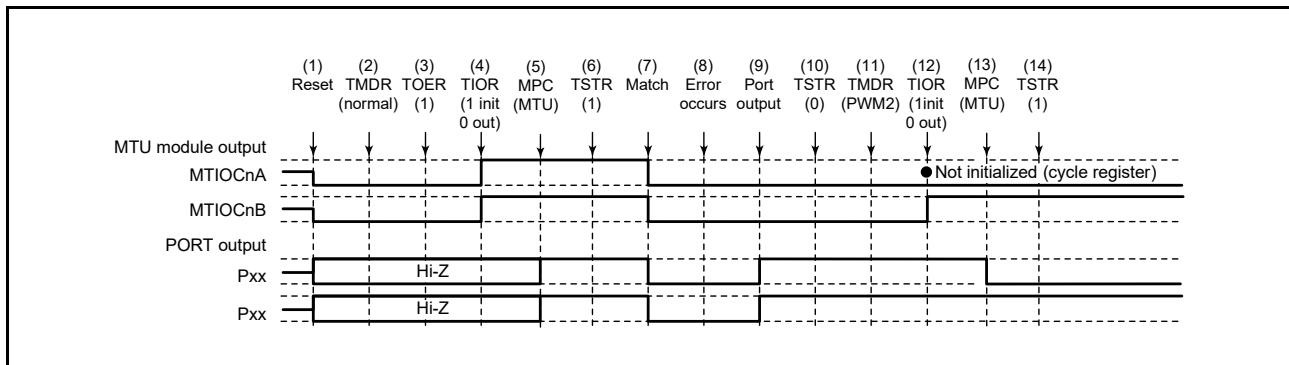 (1) (2) (3) (4) (5) (6) (7) (8) (9) (10) (11) (12) (13) (14)
Reset TMDR TOER TIOR MPC TSTR Match Error Port TSTR TMDR TIOR MPC TSTR
(normal) (1) (1 init (MTU) (1) occurs output (0) (PWM2) (1init (MTU) (1)
0 out) 0 out)
MTU module output
MTIOCnA ● Not initialized (cycle register)
MTIOCnB
PORT output
Pxx Hi-Z
Pxx Hi-Z